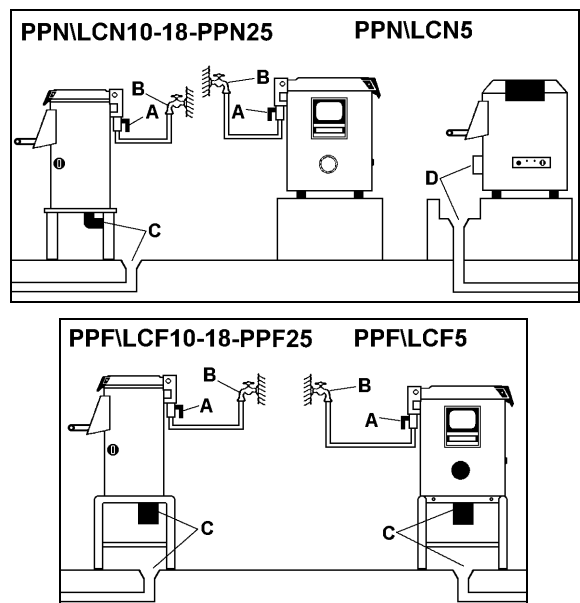 PPN\LCN10-18-PPN25
PPN\LCN5
B
A
B
A
C
D
PPF\LCF10-18-PPF25
PPF\LCF5
B
A
B
A
C
C